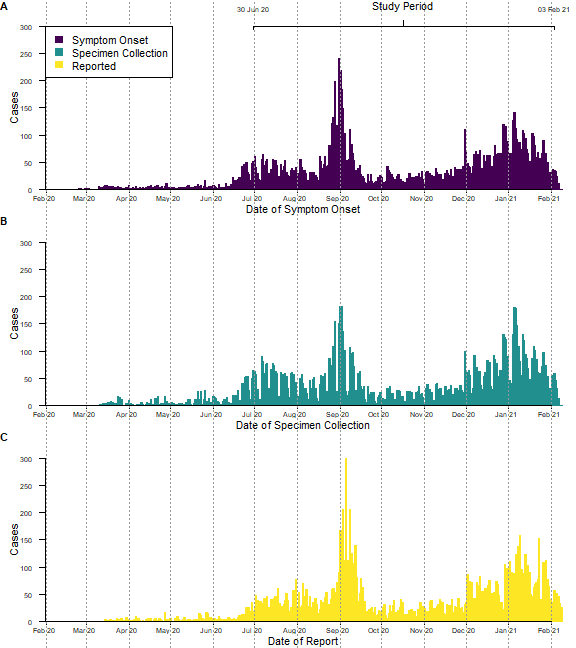 A
30 Jun 20
Study Period
03 Feb 21
300
250
200
150
100
50
0
Cases
Symptom Onset
Specimen Collection
Reported
Feb 20 Mar 20 Apr 20 May 20 Jun 20 Jul 20 Aug 20 Sep 20 Oct 20 Nov 20 Dec 20 Jan 21 Feb 21
Date of Symptom Onset
B
300
250
200
150
100
50
0
Cases
Feb 20 Mar 20 Apr 20 May 20 Jun 20 Jul 20 Aug 20 Sep 20 Oct 20 Nov 20 Dec 20 Jan 21 Feb 21
Date of Specimen Collection
C
300
250
200
150
100
50
0
Cases
Feb 20 Mar 20 Apr 20 May 20 Jun 20 Jul 20 Aug 20 Sep 20 Oct 20 Nov 20 Dec 20 Jan 21 Feb 21
Date of Report